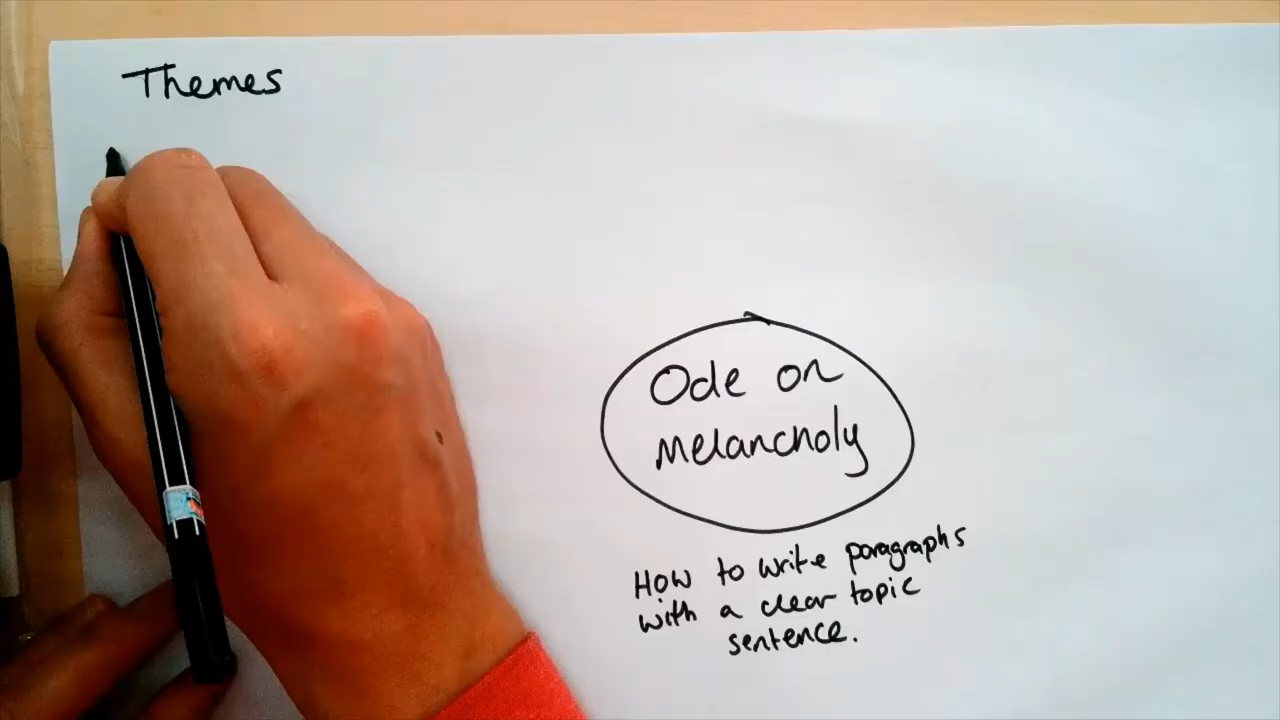 Themes
Ode on
melancholy
How to write paragraphs
with a clear topic
sentence.